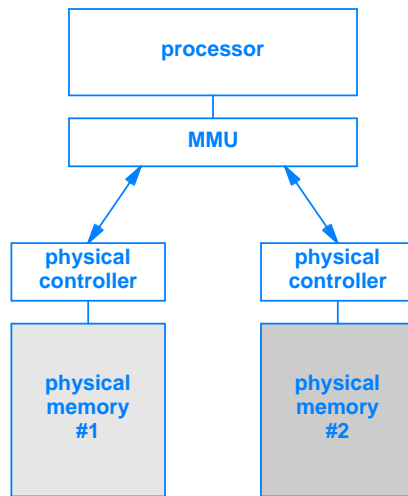 processor
MMU
physical
controller
physical
controller
physical
memory
#1
physical
memory
#2